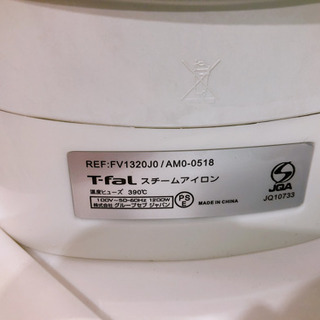 REF:FV1320J0/AM0-0518
T-fal スチームアイロン
温度ヒューズ 390℃
100V~50-60Hz 1200W
株式会社 グループセブ ジャパン
PS
E
MADE IN CHINA
S
JQA
JQ10733